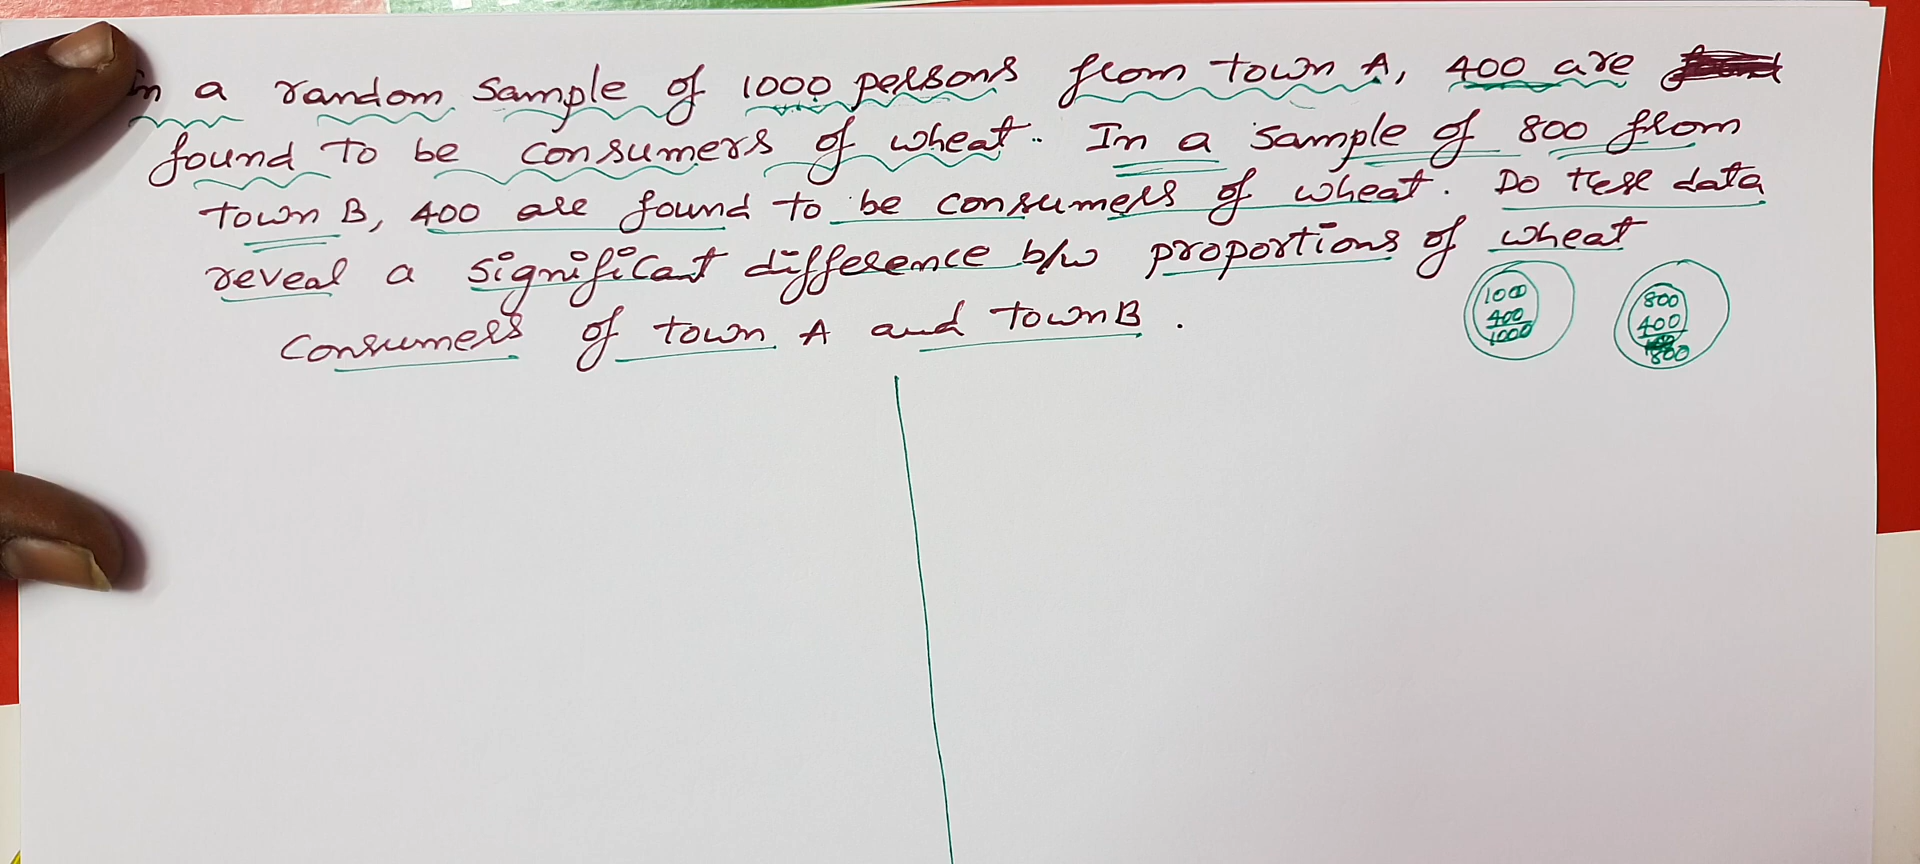 In a random sample of 1000 persons from town A, 400 are
found to be consumers of wheat. In a sample of 800 from
town B, 400 are found to be consumers of wheat. Do these data
reveal a significant difference b/w proportions of wheat
consumers of town A and town B.
1000
400
1000
800
400
800